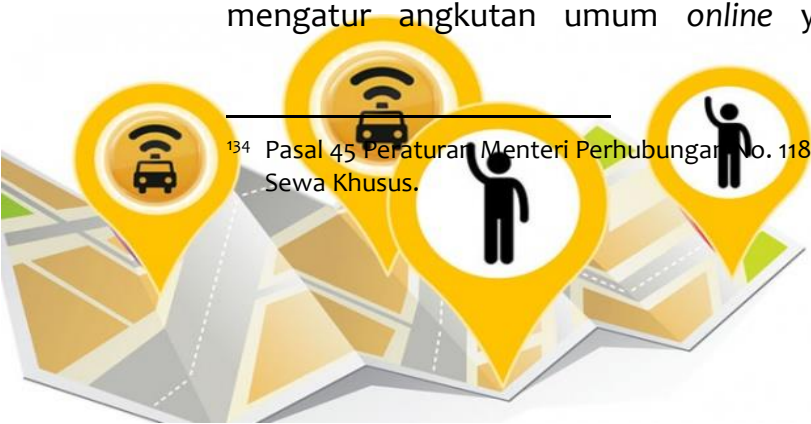 mengatur angkutan umum online y
134 Pasal 45 Peraturan Menteri Perhubungan No. 118
Sewa Khusus.